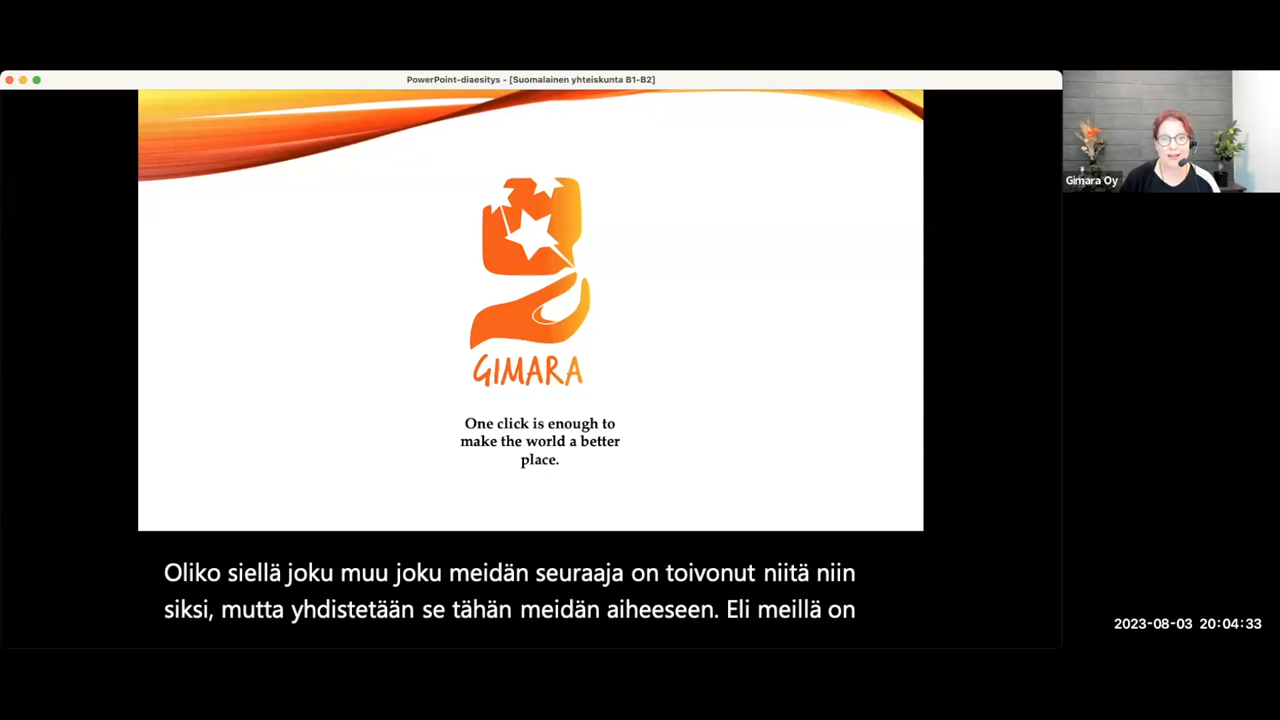 PowerPoint-diaesitys - [Suomalainen yhteiskunta B1-B2]
Gimara Oy
GIMARA
One click is enough to
make the world a better
place.
Oliko siellä joku muu joku meidän seuraaja on toivonut niitä niin
siksi, mutta yhdistetään se tähän meidän aiheeseen. Eli meillä on
2023-08-03 20:04:33